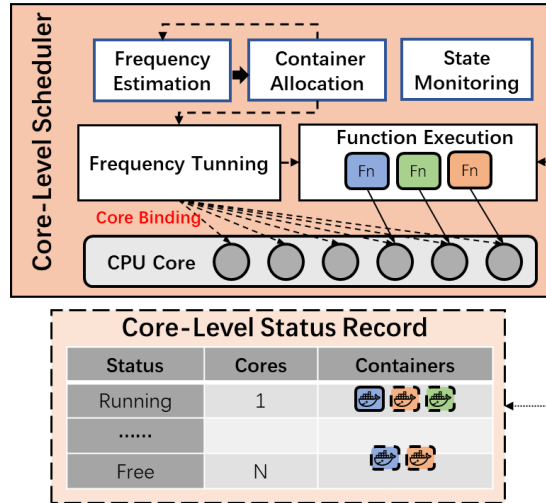 Core-Level Scheduler
Frequency
Estimation
Container
Allocation
State
Monitoring
Frequency Tunning
Function Execution
Fn
Fn
Fn
Core Binding
CPU Core
Core-Level Status Record
Status Cores Containers
Running 1
......
Free N